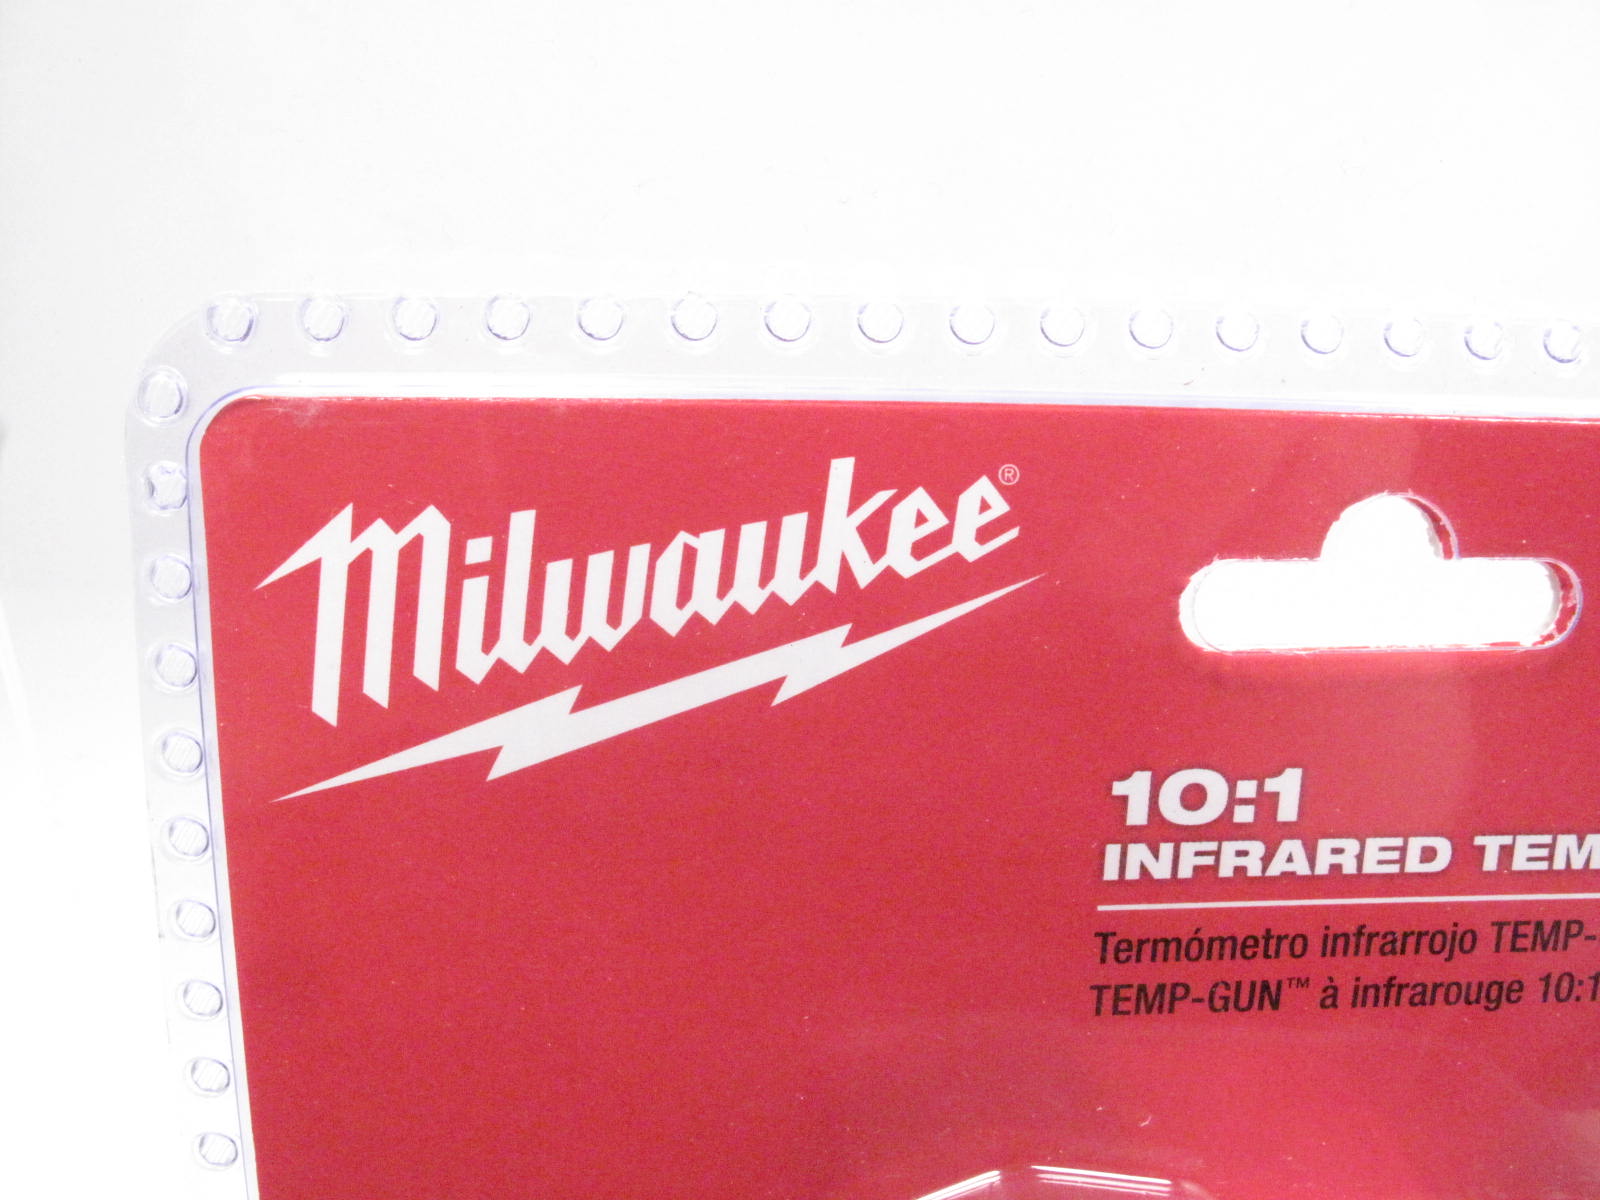 Milwaukee®
10:1
INFRARED TEM
Termómetro infrarrojo TEMP-
TEMP-GUN™ à infrarouge 10:1